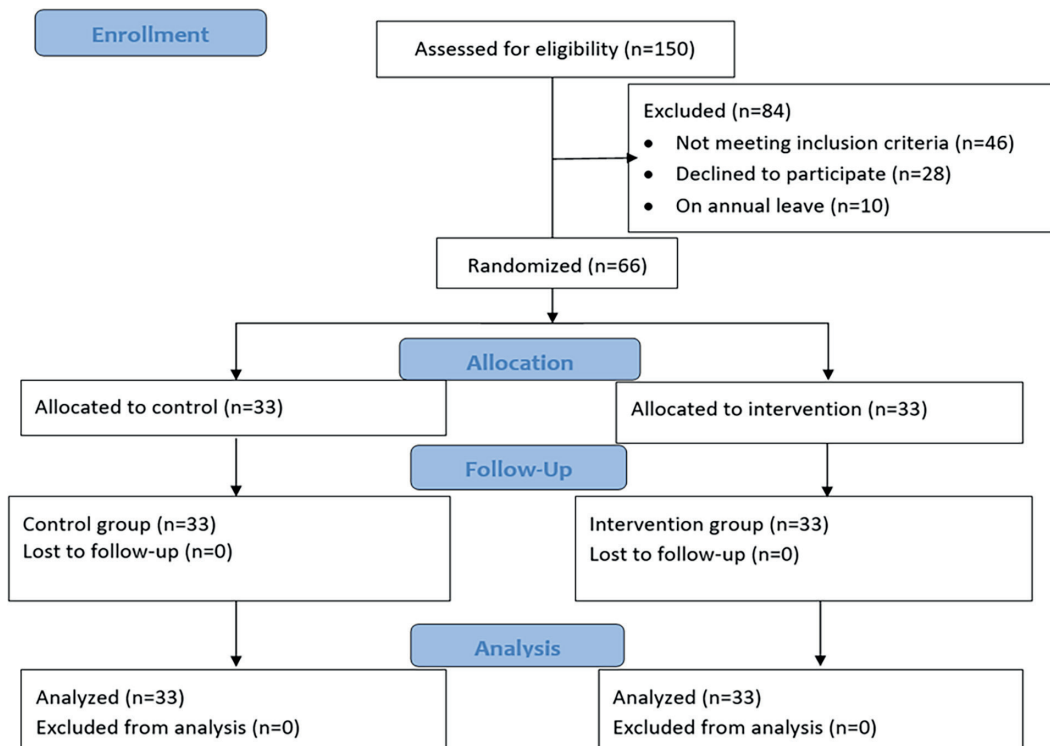 Enrollment
Assessed for eligibility (n=150)
Excluded (n=84)
• Not meeting inclusion criteria (n=46)
• Declined to participate (n=28)
• On annual leave (n=10)
Randomized (n=66)
Allocation
Allocated to control (n=33)
Allocated to intervention (n=33)
Follow-Up
Control group (n=33)
Lost to follow-up (n=0)
Intervention group (n=33)
Lost to follow-up (n=0)
Analysis
Analyzed (n=33)
Excluded from analysis (n=0)
Analyzed (n=33)
Excluded from analysis (n=0)